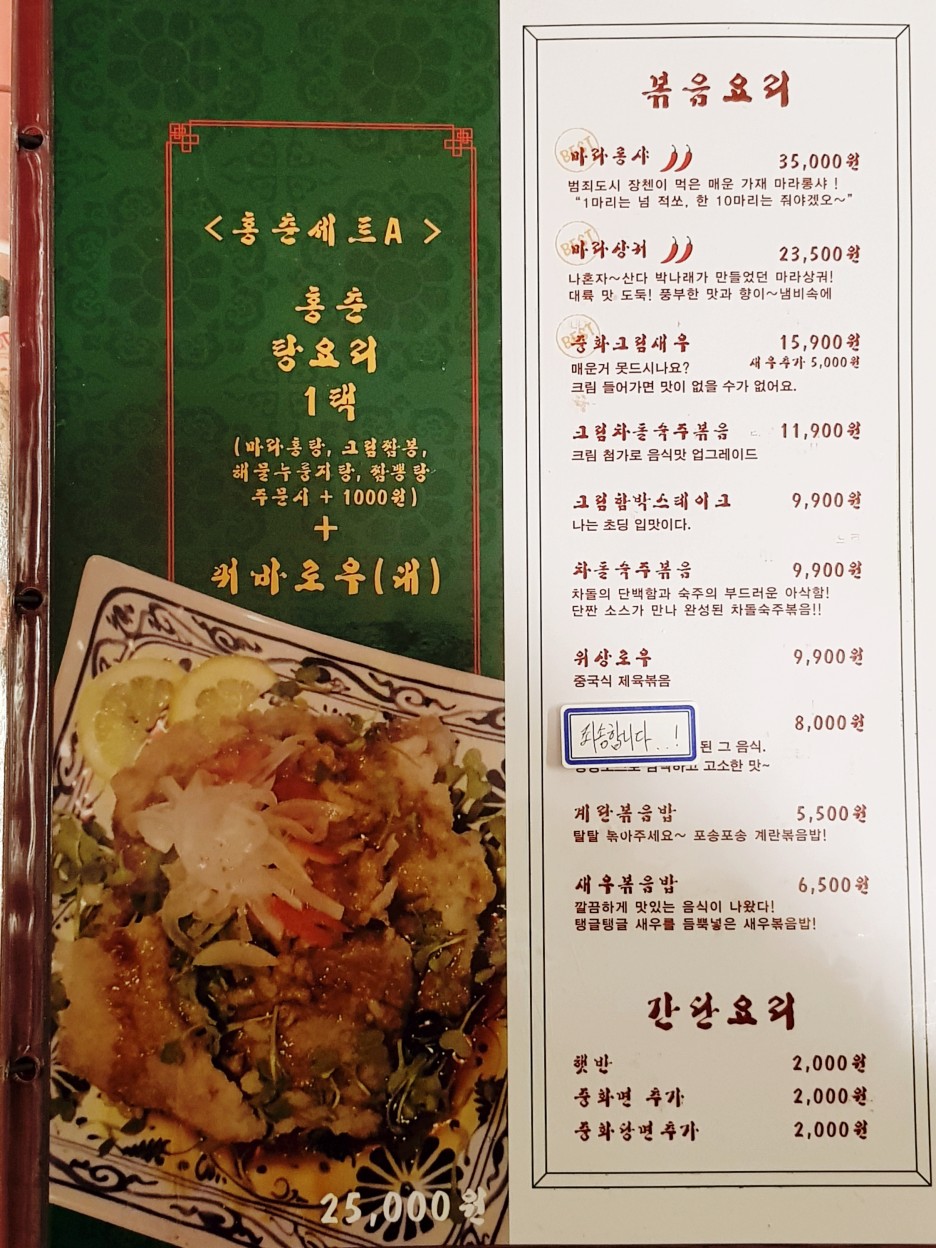 <홍춘세트A>
홍춘
탕요리
1택
(마라홍탕, 크림짬뽕,
해물누룽지탕, 짬뽕탕
주문시 + 1000원)
+
꿔바로우(대)
25,000원
볶음요리
BEST
마라롱샤 35,000원
범죄도시 장첸이 먹은 매운 가재 마라롱샤 !
“1마리는 넘 적쏘, 한 10마리는 줘야겠오~”
BEST
마라샹궈 23,500원
나혼자~산다 박나래가 만들었던 마라샹궈!
대륙 맛 도둑! 풍부한 맛과 향이~냄비속에
BEST
중화크림새우 15,900원
매운거 못드시나요? 새우추가 5,000원
크림 들어가면 맛이 없을 수가 없어요.
크림차돌숙주볶음 11,900원
크림 첨가로 음식맛 업그레이드
크림함박스테이크 9,900원
나는 초딩 입맛이다.
차돌숙주볶음 9,900원
차돌의 단백함과 숙주의 부드러운 아삭함!
단짠 소스가 만나 완성된 차돌숙주볶음!!
위샹로우 9,900원
중국식 제육볶음
8,000원
죄송합니다...! 된 그 음식.
고소한 맛~
계란볶음밥 5,500원
탈탈 볶아주세요~ 포송포송 계란볶음밥!
새우볶음밥 6,500원
깔끔하게 맛있는 음식이 나왔다!
탱글탱글 새우를 듬뿍넣은 새우볶음밥!
간단요리
햇반 2,000원
중화면 추가 2,000원
중화당면추가 2,000원